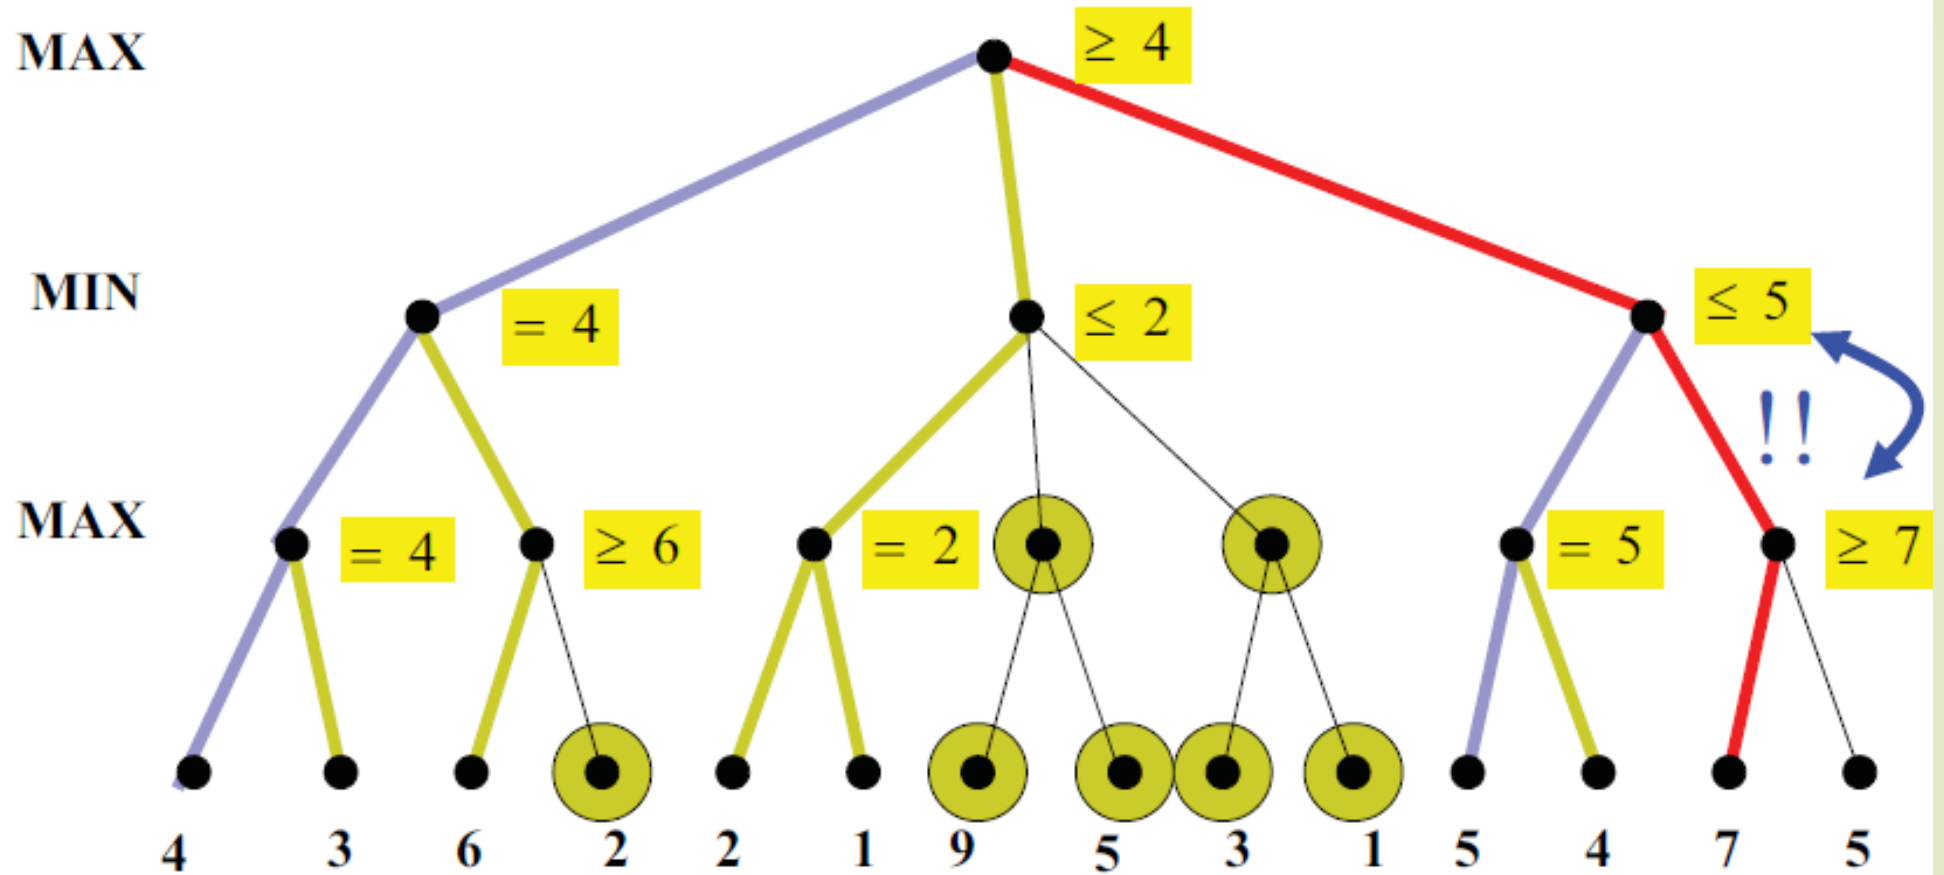 MAX ≥ 4
MIN = 4 ≤ 2 ≤ 5
!!
MAX = 4 ≥ 6 = 2 = 5 ≥ 7
4 3 6 2 2 1 9 5 3 1 5 4 7 5